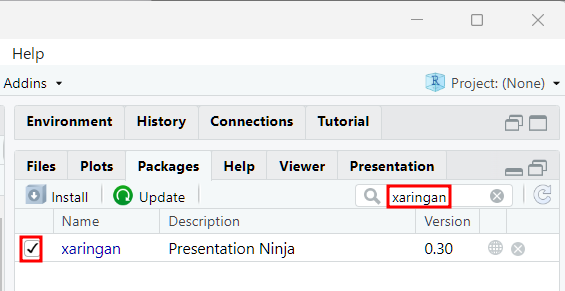 Help
Addins Project: (None)
Environment History Connections Tutorial
Files Plots Packages Help Viewer Presentation
Install Update xaringan
Name Description Version
xaringan Presentation Ninja 0.30